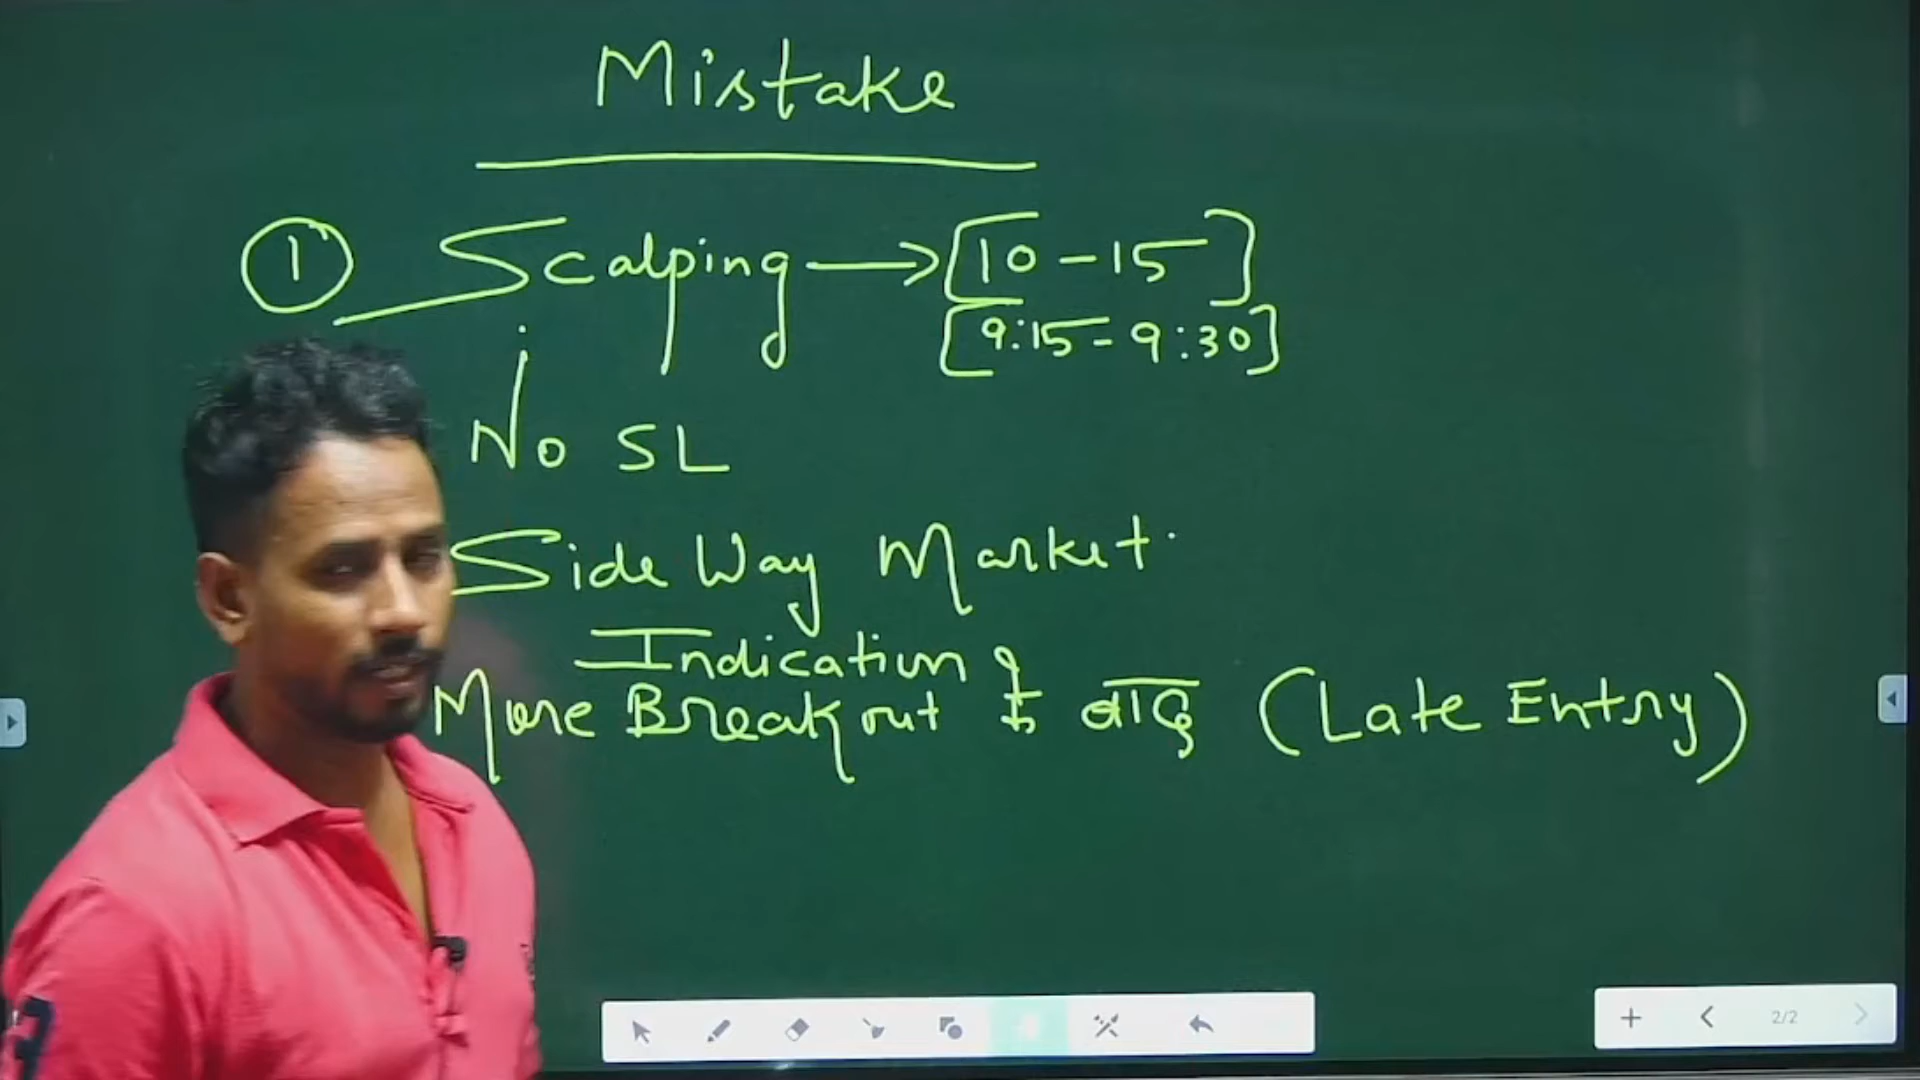 Mistake
① Scalping → [10 - 15]
[9:15 - 9:30]
No SL
Side Way Market.
Indication
More Breakout के बाद (Late Entry)
2/2